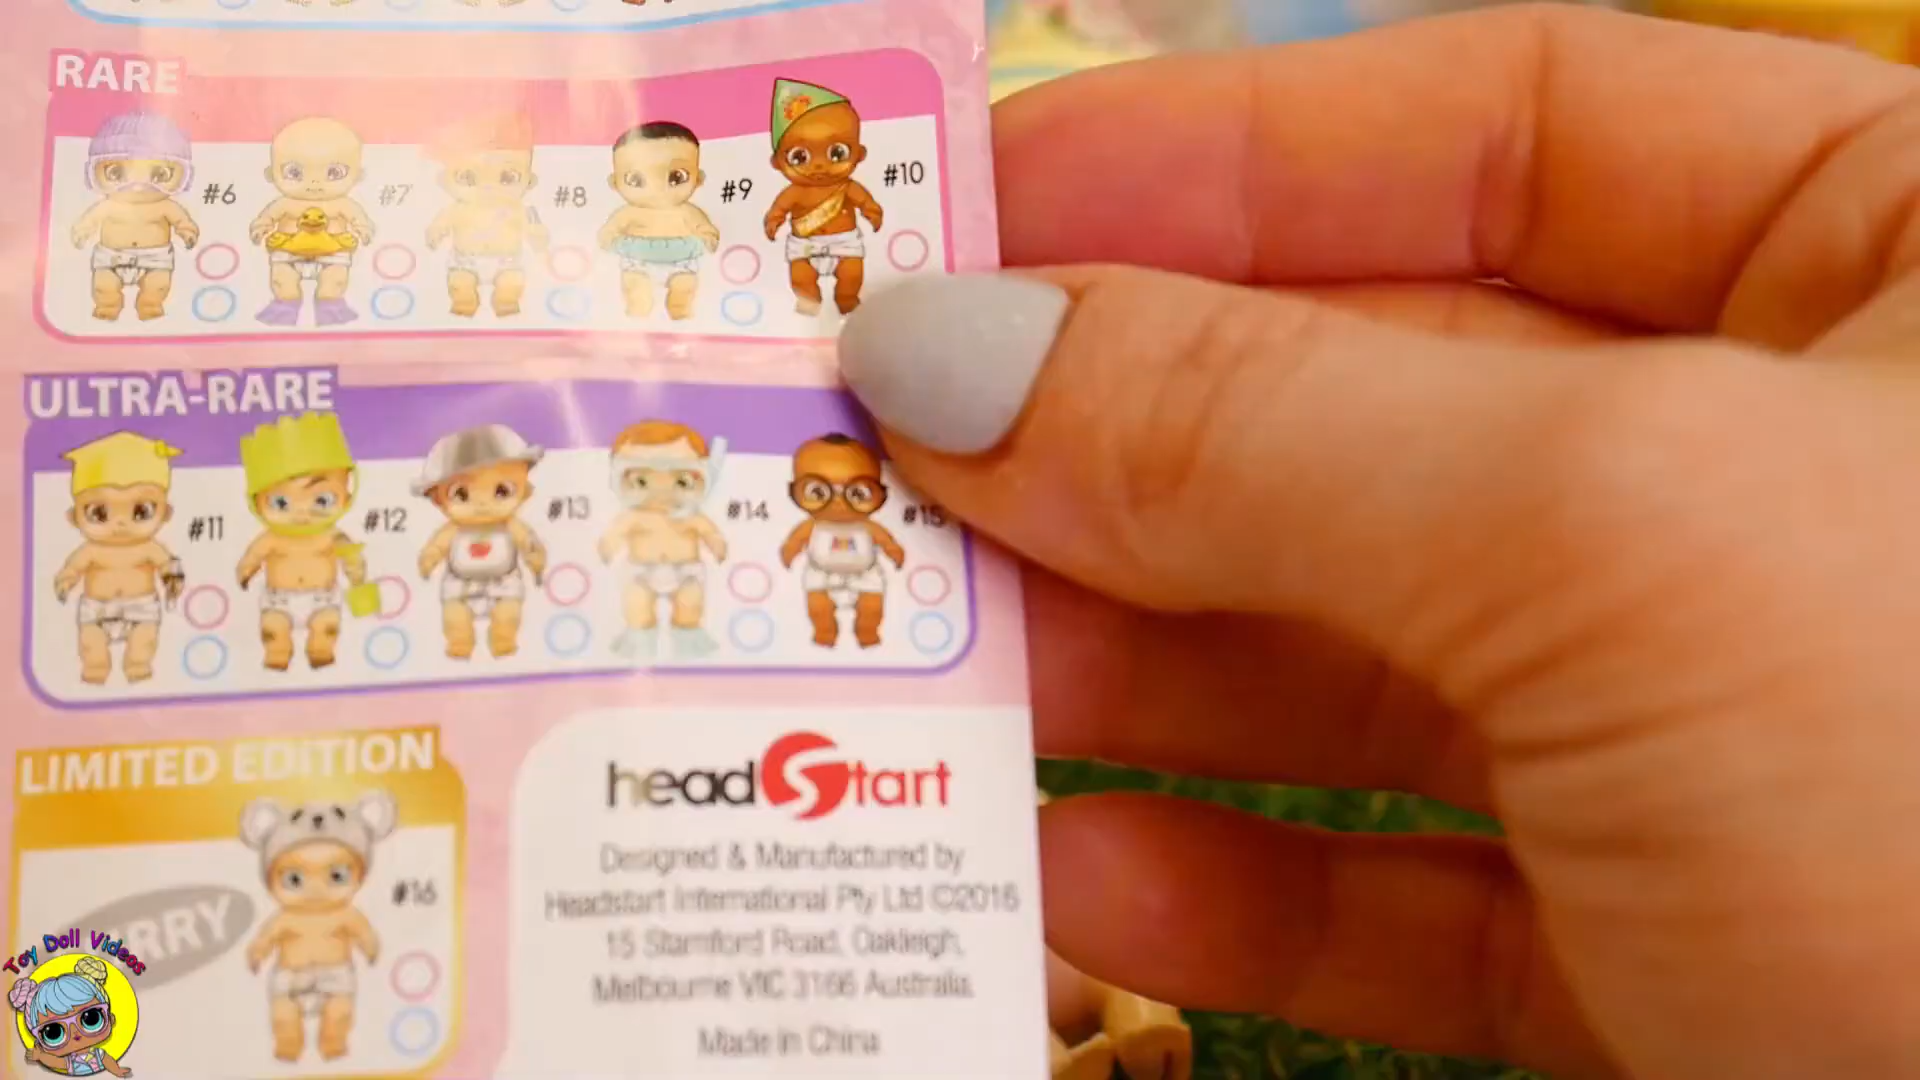 RARE
#6 #7 #8 #9 #10
ULTRA-RARE
#11 #12 #13 #14 #15
LIMITED EDITION
#16
RRY
headStart
Designed & Manufactured by
Headstart International Pty Ltd ©2016
15 Stamford Road, Oakleigh,
Melbourne VIC 3166 Australia.
Made in China
Toy Doll Videos